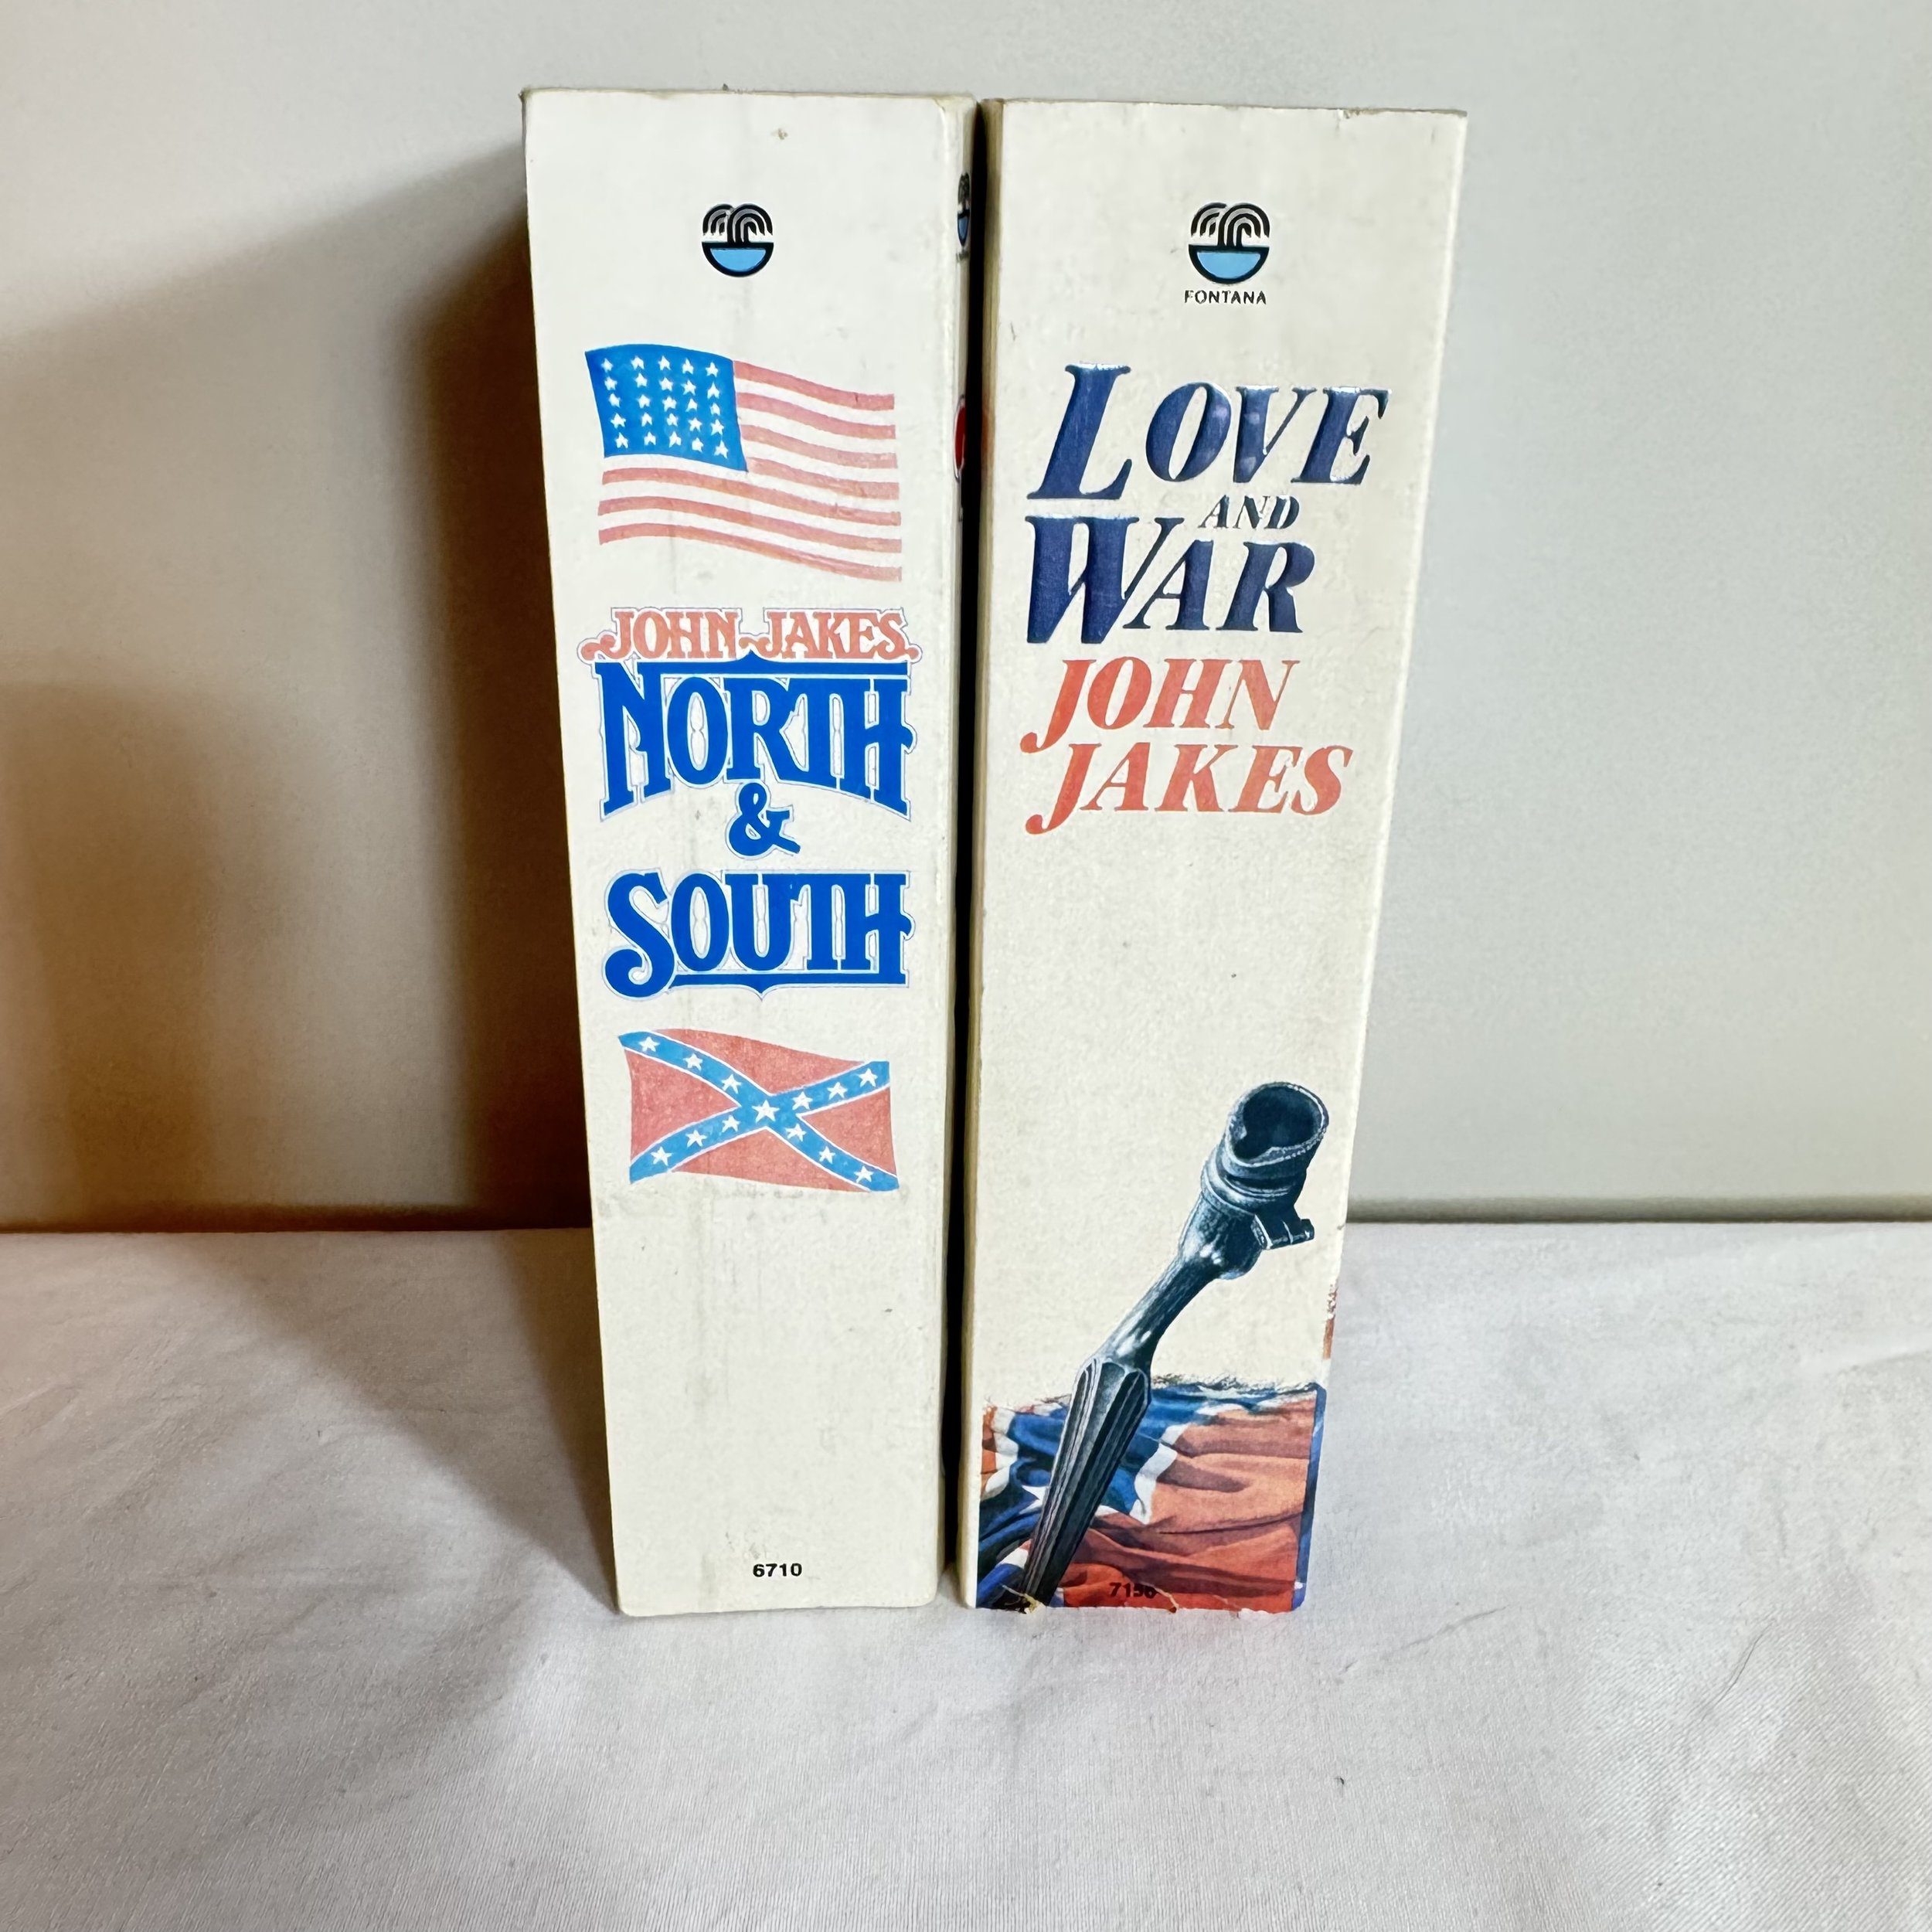 JOHN JAKES
NORTH
&
SOUTH
6710
FONTANA
LOVE
AND
WAR
JOHN
JAKES